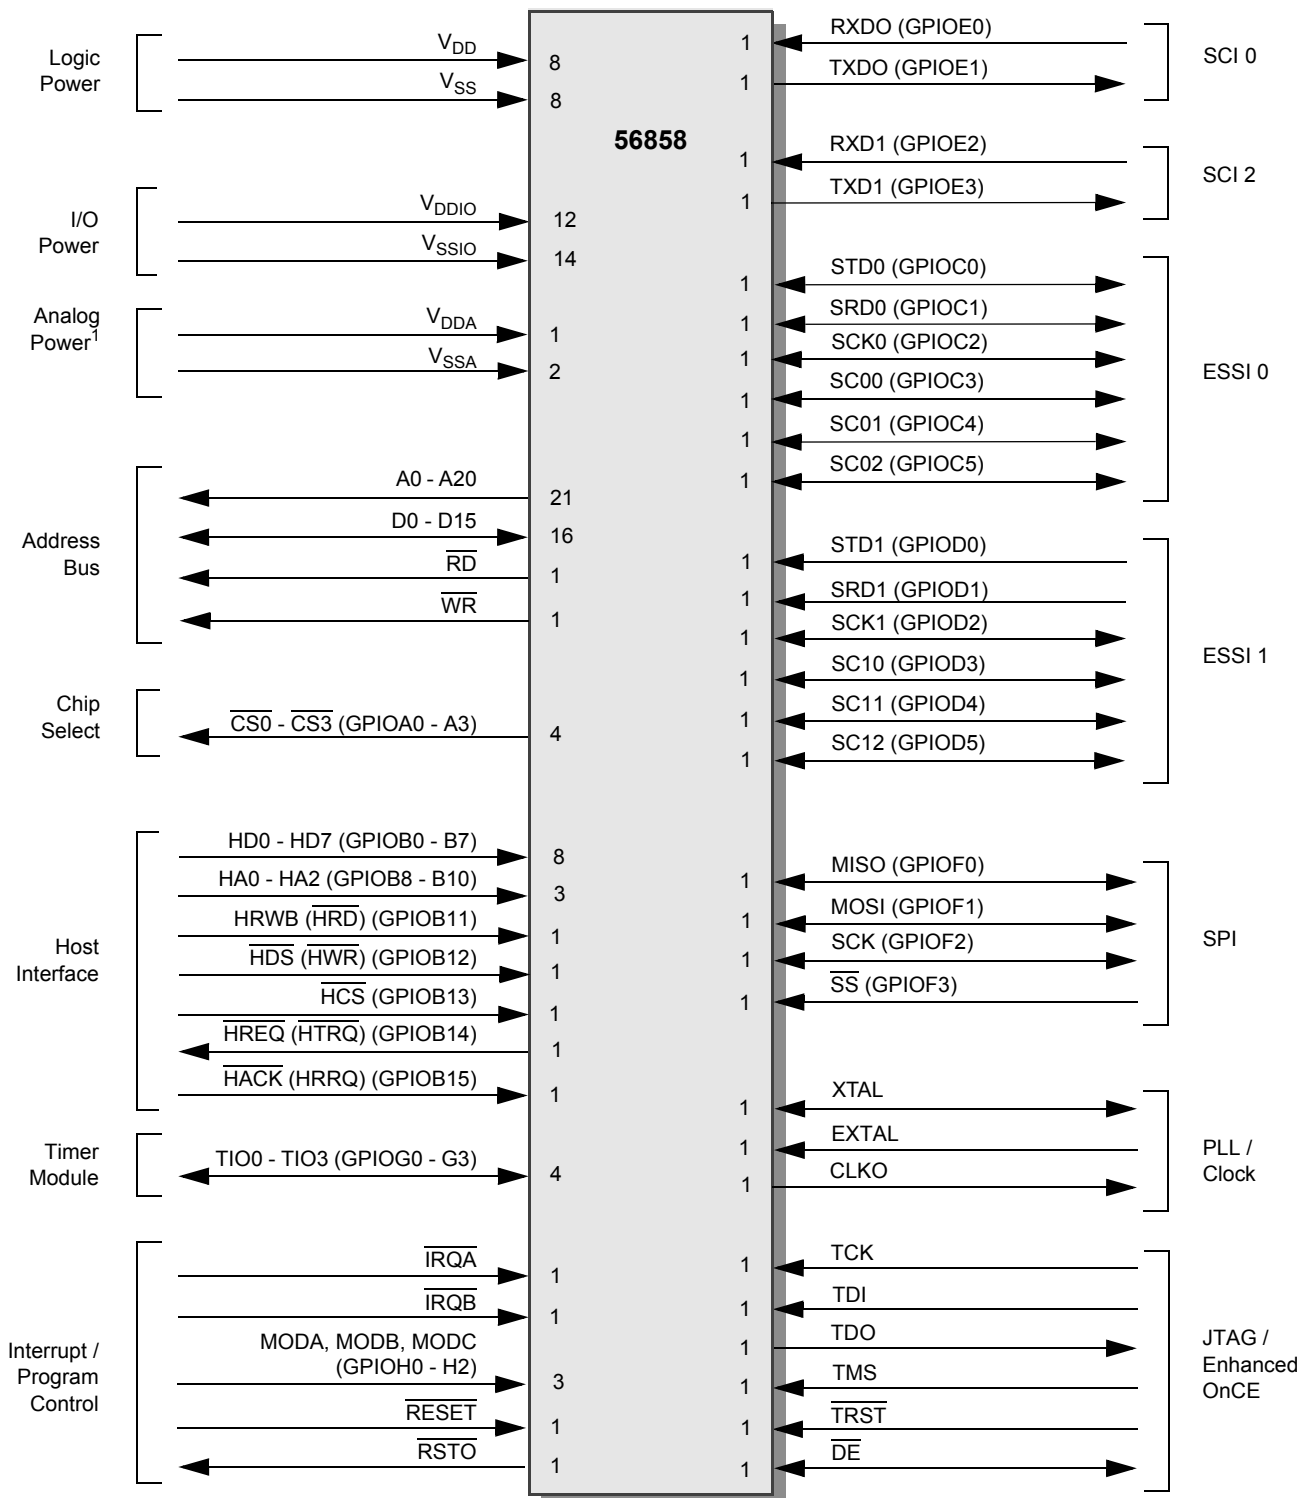 56858
Logic
Power
V_DD
8
V_SS
8
I/O
Power
V_DDIO
12
V_SSIO
14
Analog
Power¹
V_DDA
1
V_SSA
2
Address
Bus
A0 - A20
21
D0 - D15
16
RD
1
WR
1
Chip
Select
CS0 - CS3 (GPIOA0 - A3)
4
Host
Interface
HD0 - HD7 (GPIOB0 - B7)
8
HA0 - HA2 (GPIOB8 - B10)
3
HRWB (HRD) (GPIOB11)
1
HDS (HWR) (GPIOB12)
1
HCS (GPIOB13)
1
HREQ (HTRQ) (GPIOB14)
1
HACK (HRRQ) (GPIOB15)
1
Timer
Module
TIO0 - TIO3 (GPIOG0 - G3)
4
Interrupt /
Program
Control
IRQA
1
IRQB
1
MODA, MODB, MODC
(GPIOH0 - H2)
3
RESET
1
RSTO
1
1
RXDO (GPIOE0)
1
TXDO (GPIOE1)
SCI 0
1
RXD1 (GPIOE2)
1
TXD1 (GPIOE3)
SCI 2
1
STD0 (GPIOC0)
1
SRD0 (GPIOC1)
1
SCK0 (GPIOC2)
1
SC00 (GPIOC3)
1
SC01 (GPIOC4)
1
SC02 (GPIOC5)
ESSI 0
1
STD1 (GPIOD0)
1
SRD1 (GPIOD1)
1
SCK1 (GPIOD2)
1
SC10 (GPIOD3)
1
SC11 (GPIOD4)
1
SC12 (GPIOD5)
ESSI 1
1
MISO (GPIOF0)
1
MOSI (GPIOF1)
1
SCK (GPIOF2)
1
SS (GPIOF3)
SPI
1
XTAL
1
EXTAL
1
CLKO
PLL /
Clock
1
TCK
1
TDI
1
TDO
1
TMS
1
TRST
1
DE
JTAG /
Enhanced
OnCE